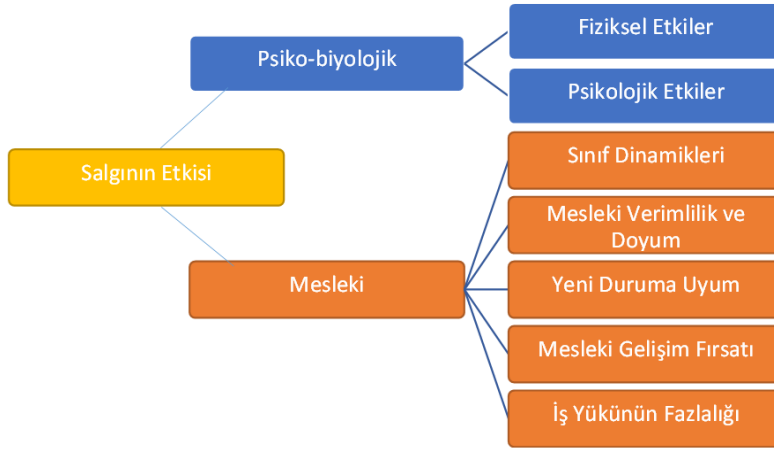 Salgının Etkisi
Psiko-biyolojik
Fiziksel Etkiler
Psikolojik Etkiler
Mesleki
Sınıf Dinamikleri
Mesleki Verimlilik ve
Doyum
Yeni Duruma Uyum
Mesleki Gelişim Fırsatı
İş Yükünün Fazlalığı